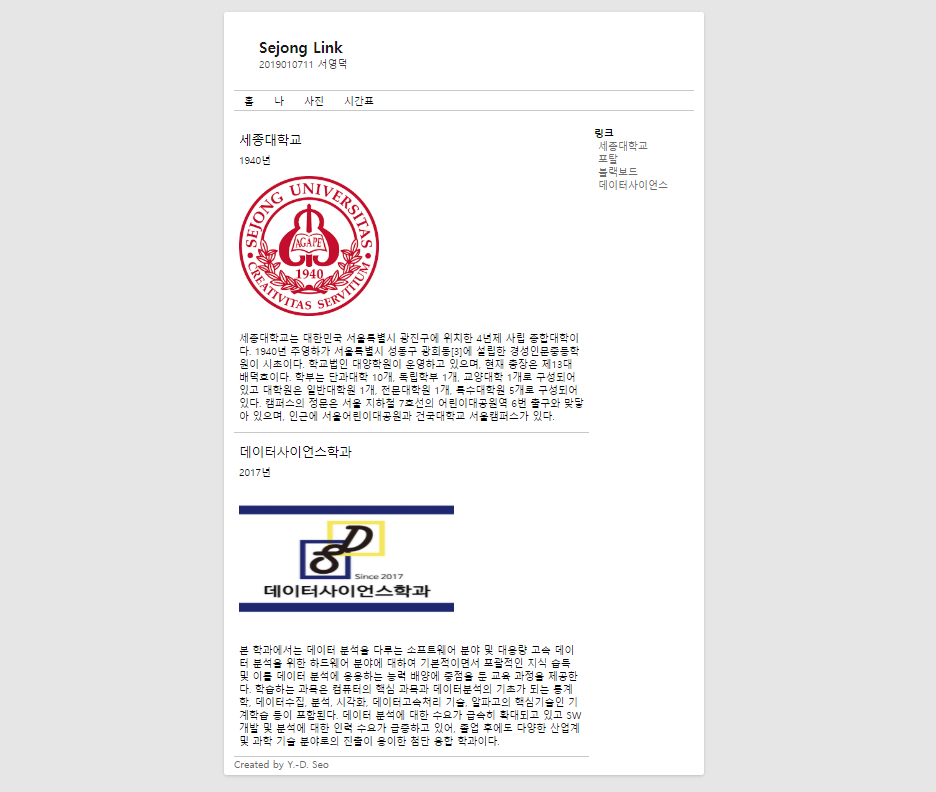 Sejong Link
2019010711 서영덕
홈 나 사진 시간표
세종대학교
1940년
SEJONG UNIVERSITAS
AGAPE
1940
CREATIVITAS SERVITIUM
세종대학교는 대한민국 서울특별시 광진구에 위치한 4년제 사립 종합대학이
다. 1940년 주영하가 서울특별시 성동구 광희동[3]에 설립한 경성인문중등학
원이 시초이다. 학교법인 대양학원이 운영하고 있으며, 현재 총장은 제13대
배덕효이다. 학부는 단과대학 10개, 독립학부 1개, 교양대학 1개로 구성되어
있고 대학원은 일반대학원 1개, 전문대학원 1개, 특수대학원 5개로 구성되어
있다. 캠퍼스의 정문은 서울 지하철 7호선의 어린이대공원역 6번 출구와 맞닿
아 있으며, 인근에 서울어린이대공원과 건국대학교 서울캠퍼스가 있다.
데이터사이언스학과
2017년
SD
Since 2017
데이터사이언스학과
본 학과에서는 데이터 분석을 다루는 소프트웨어 분야 및 대용량 고속 데이
터 분석을 위한 하드웨어 분야에 대하여 기본적이면서 포괄적인 지식 습득
및 이를 데이터 분석에 응용하는 능력 배양에 중점을 둔 교육 과정을 제공한
다. 학습하는 과목은 컴퓨터의 핵심 과목과 데이터분석의 기초가 되는 통계
학, 데이터수집, 분석, 시각화, 데이터고속처리 기술, 알파고의 핵심기술인 기
계학습 등이 포함된다. 데이터 분석에 대한 수요가 급속히 확대되고 있고 SW
개발 및 분석에 대한 인력 수요가 급증하고 있어, 졸업 후에도 다양한 산업계
및 과학 기술 분야로의 진출이 용이한 첨단 융합 학과이다.
링크
세종대학교
포탈
블랙보드
데이터사이언스
Created by Y.-D. Seo